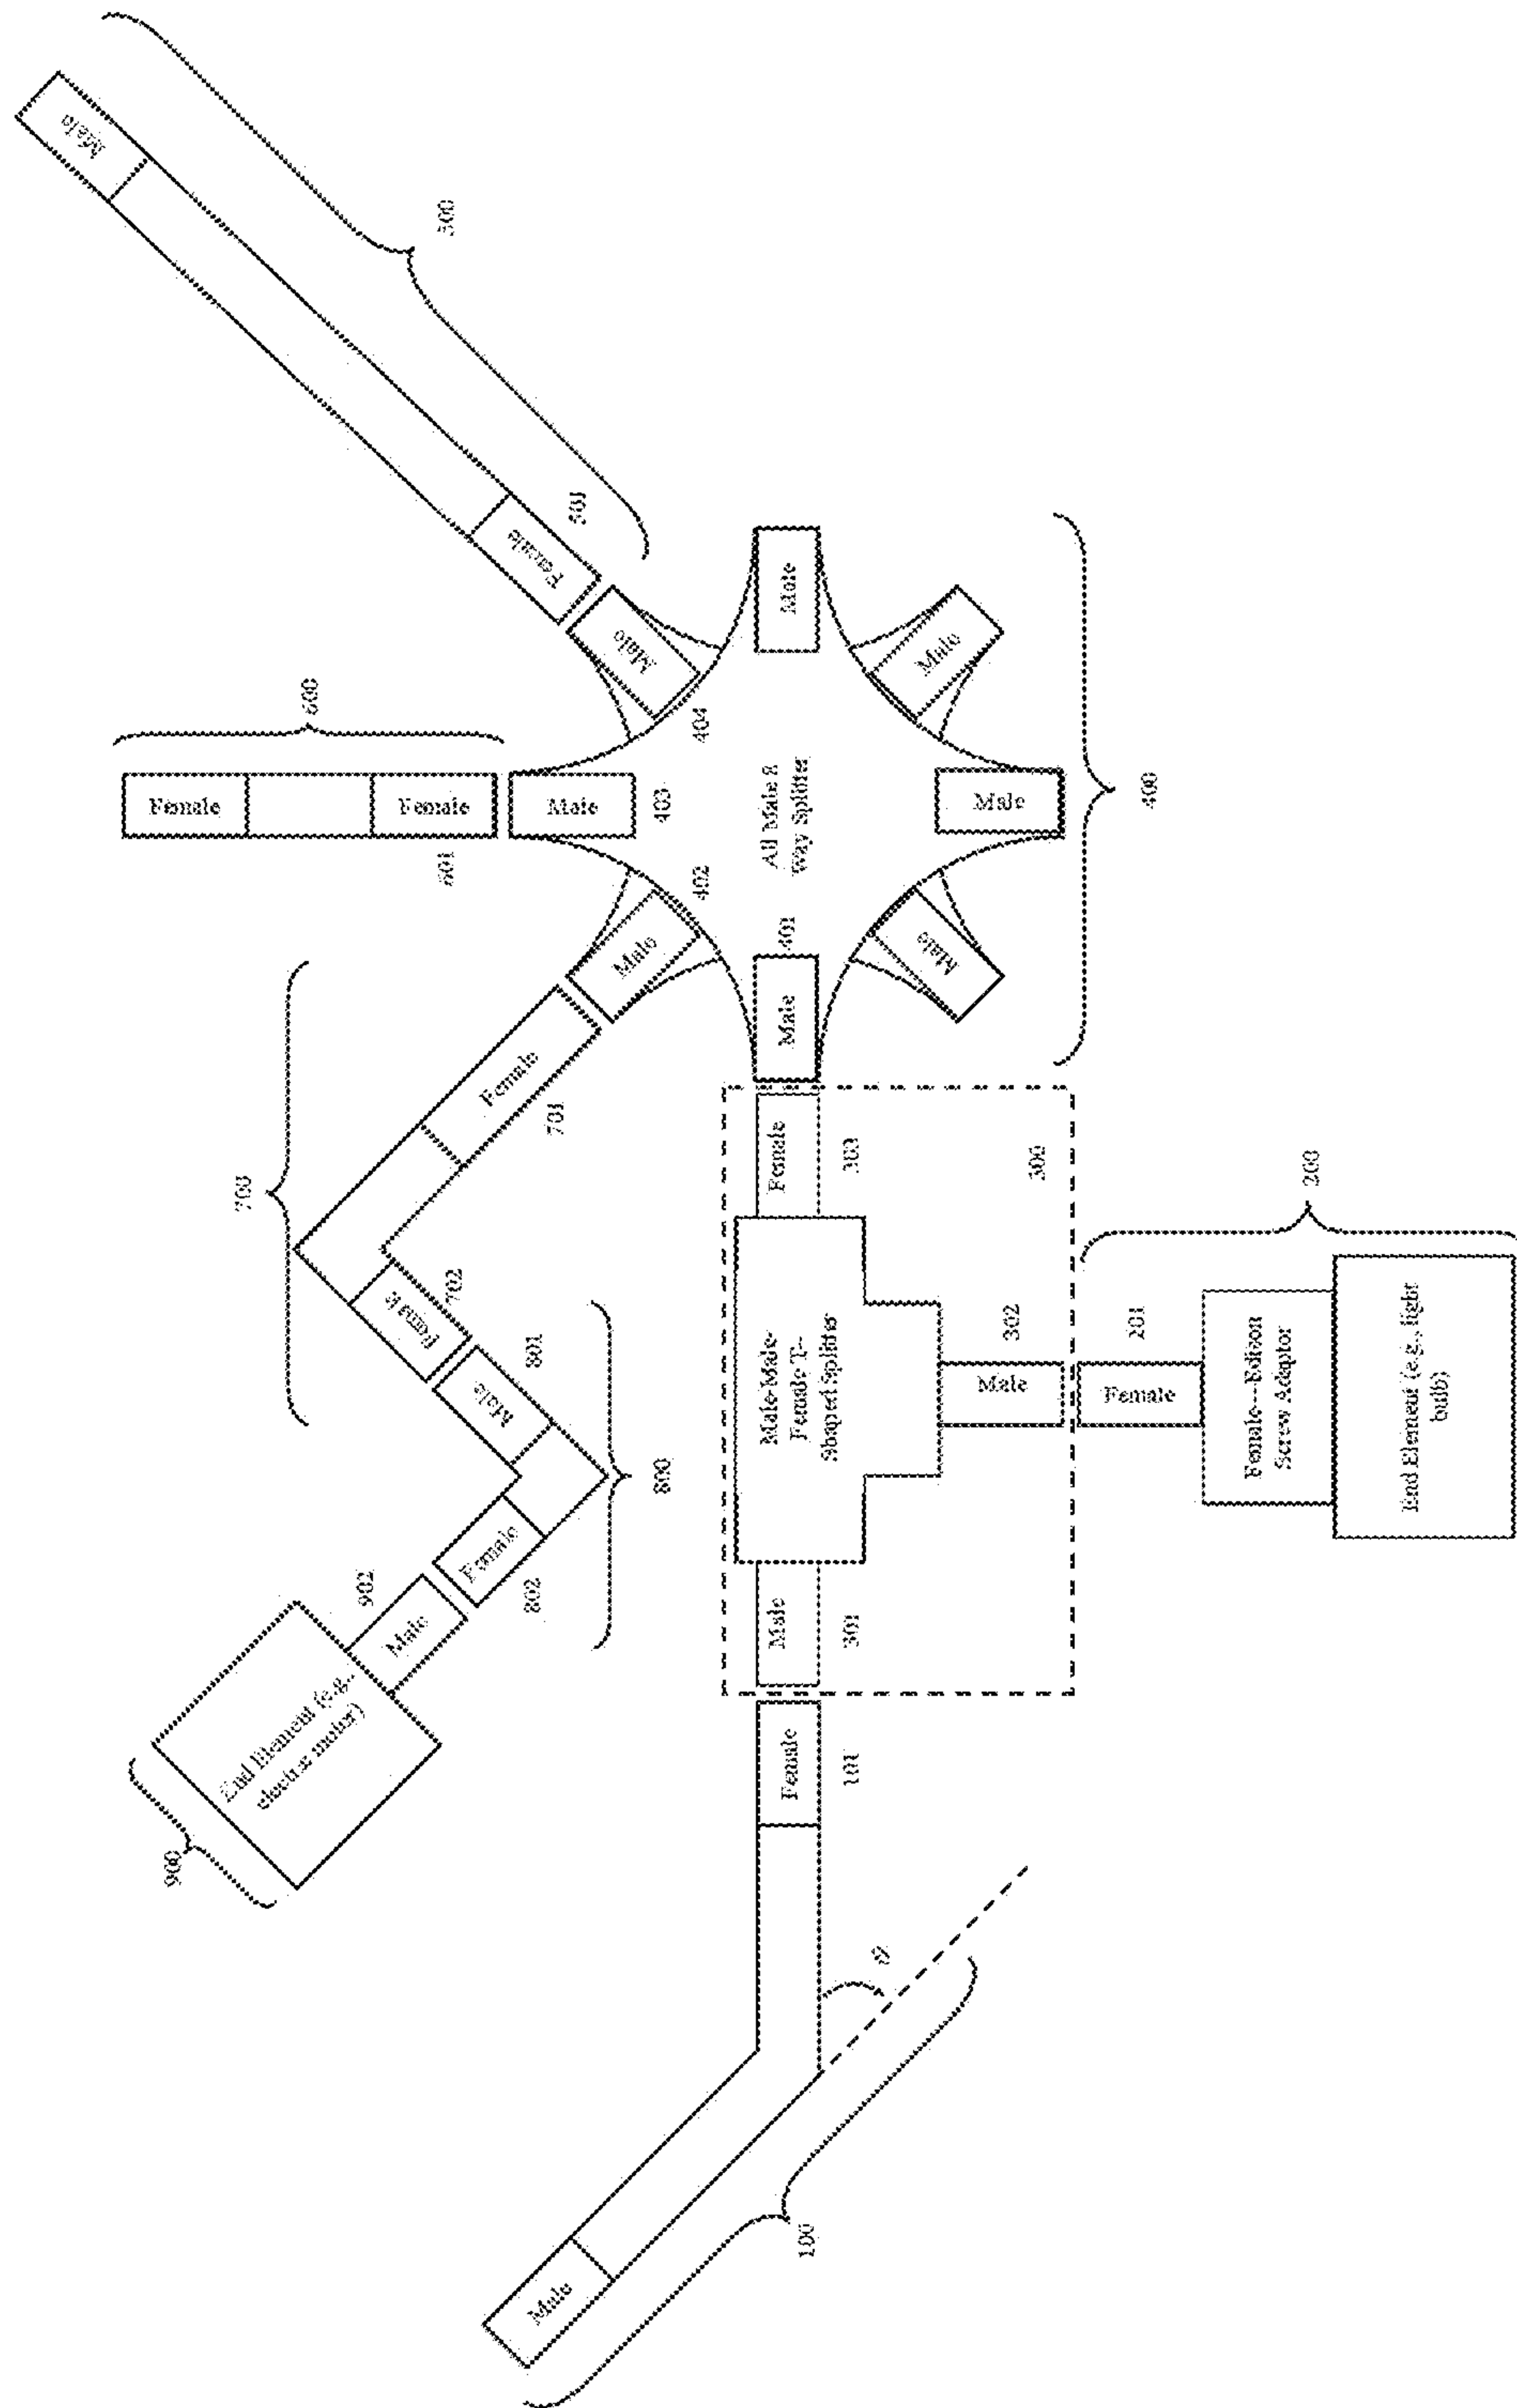 Male
500
Female
501
Male
404
600
Female
Female
601
Male
403
Male
402
Male
401
All Male 8
Way Splitter
Male
Male
Male
Male
400
700
Female
701
Female
702
Male
801
800
Female
802
Male
902
End Element (e.g.,
electric motor)
900
Female
303
300
Male-Male-
Female T-
Shaped Splitter
Male
302
Male
301
Female
201
200
Female--Edison
Screw Adaptor
End Element (e.g., light
bulb)
Female
101
Male
100